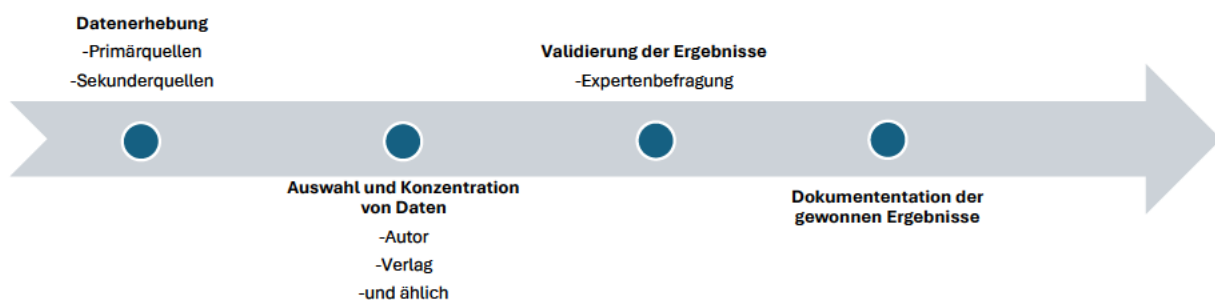 Datenerhebung
-Primärquellen
-Sekunderquellen
Auswahl und Konzentration
von Daten
-Autor
-Verlag
-und ählich
Validierung der Ergebnisse
-Expertenbefragung
Dokumententation der
gewonnen Ergebnisse